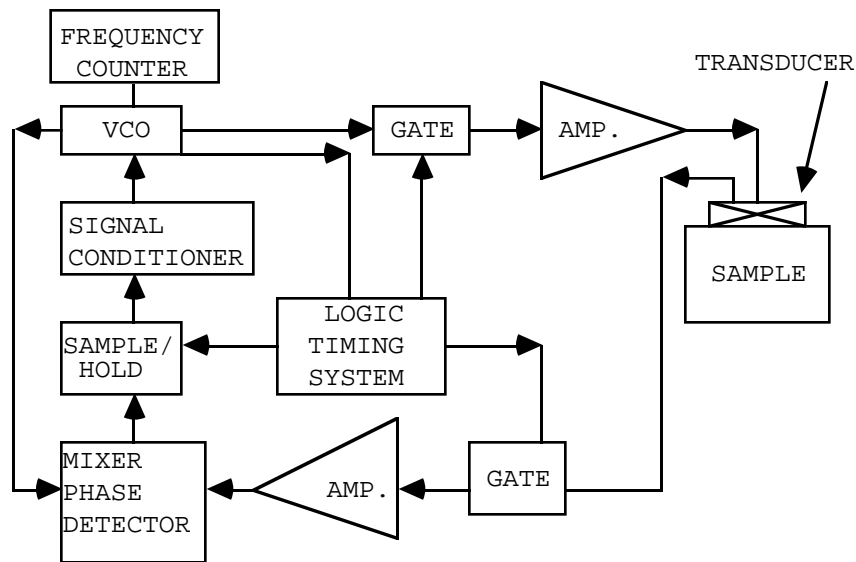 FREQUENCY
COUNTER
TRANSDUCER
VCO
GATE
AMP.
SIGNAL
CONDITIONER
SAMPLE
LOGIC
TIMING
SYSTEM
SAMPLE/
HOLD
MIXER
PHASE
DETECTOR
AMP.
GATE